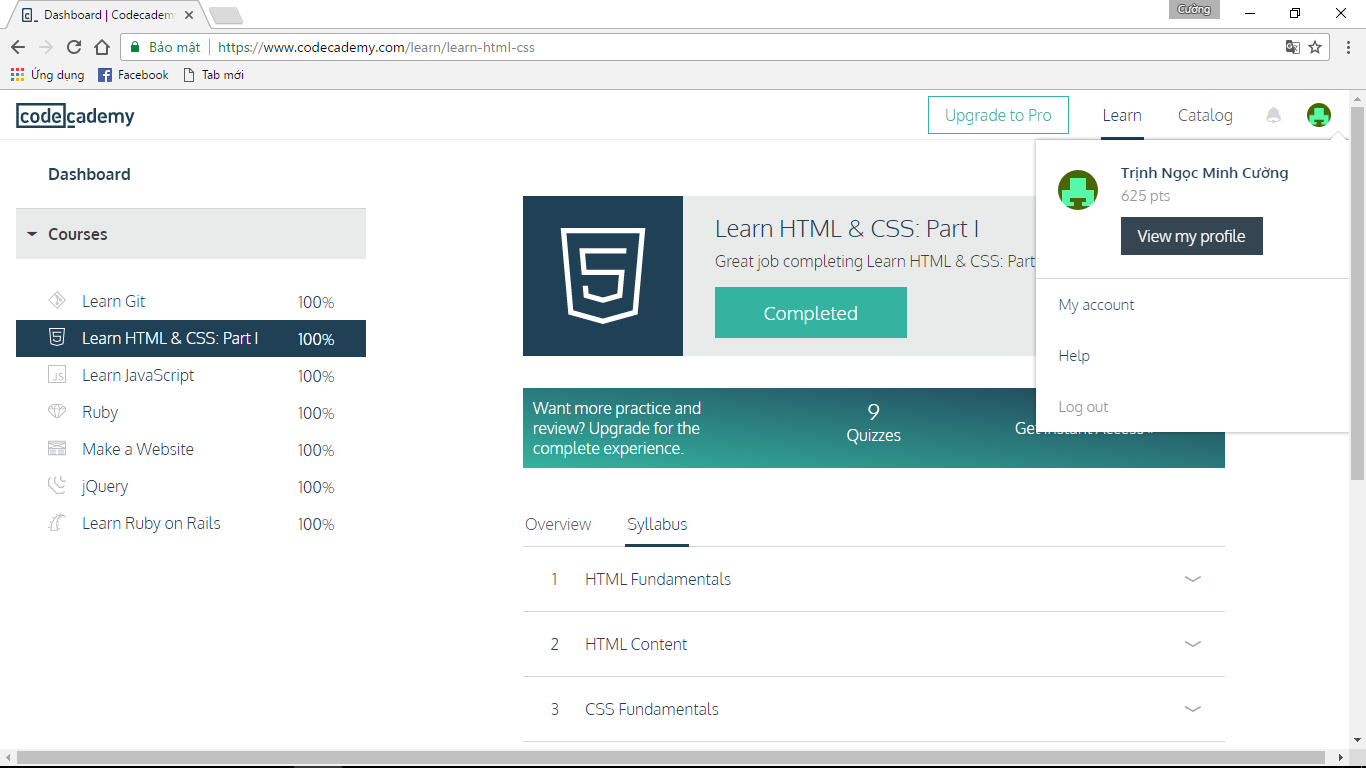 Dashboard | Codecadem
Cường
Bảo mật
https://www.codecademy.com/learn/learn-html-css
Ứng dụng
Facebook
Tab mới
codecademy
Upgrade to Pro
Learn
Catalog
Dashboard
Courses
Learn Git 100%
Learn HTML & CSS: Part I 100%
Learn JavaScript 100%
JS
Ruby 100%
Make a Website 100%
jQuery 100%
Learn Ruby on Rails 100%
5
Learn HTML & CSS: Part I
Great job completing Learn HTML & CSS: Part
Completed
Trịnh Ngọc Minh Cường
625 pts
View my profile
My account
Help
Log out
Want more practice and
review? Upgrade for the
complete experience.
9
Quizzes
Get Instant Access
Overview
Syllabus
1 HTML Fundamentals
2 HTML Content
3 CSS Fundamentals